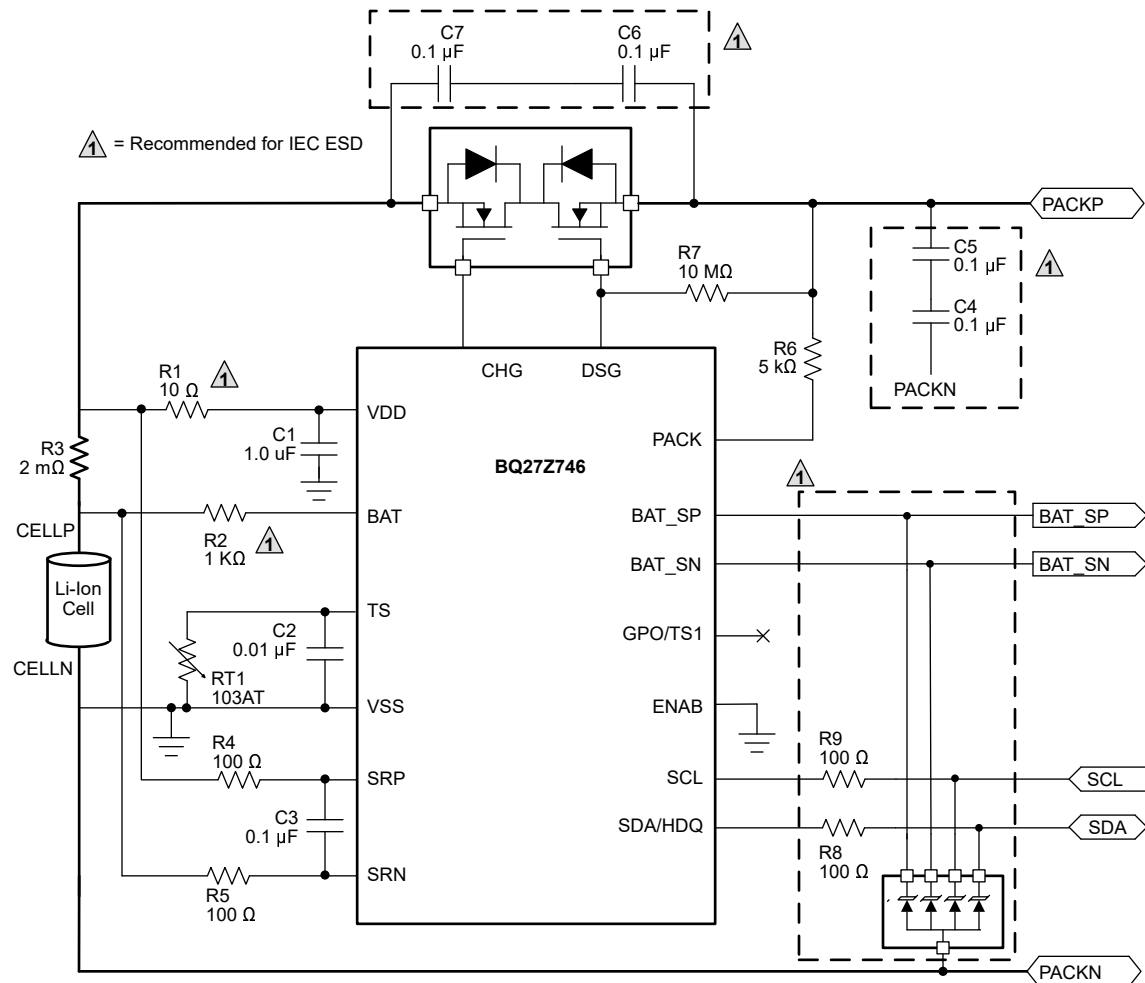 C7
0.1 µF
C6
0.1 µF
1
1 = Recommended for IEC ESD
PACKP
R7
10 MΩ
C5
0.1 µF
1
C4
0.1 µF
R6
5 kΩ
PACKN
CHG
DSG
R1
10 Ω
1
VDD
C1
1.0 uF
R3
2 mΩ
PACK
BQ27Z746
1
CELLP
R2
1 KΩ
1
BAT
BAT_SP
BAT_SP
BAT_SN
BAT_SN
Li-Ion
Cell
TS
C2
0.01 µF
GPO/TS1
CELLN
RT1
103AT
VSS
ENAB
R4
100 Ω
R9
100 Ω
SRP
SCL
SCL
C3
0.1 µF
SDA/HDQ
SDA
R8
100 Ω
SRN
R5
100 Ω
PACKN